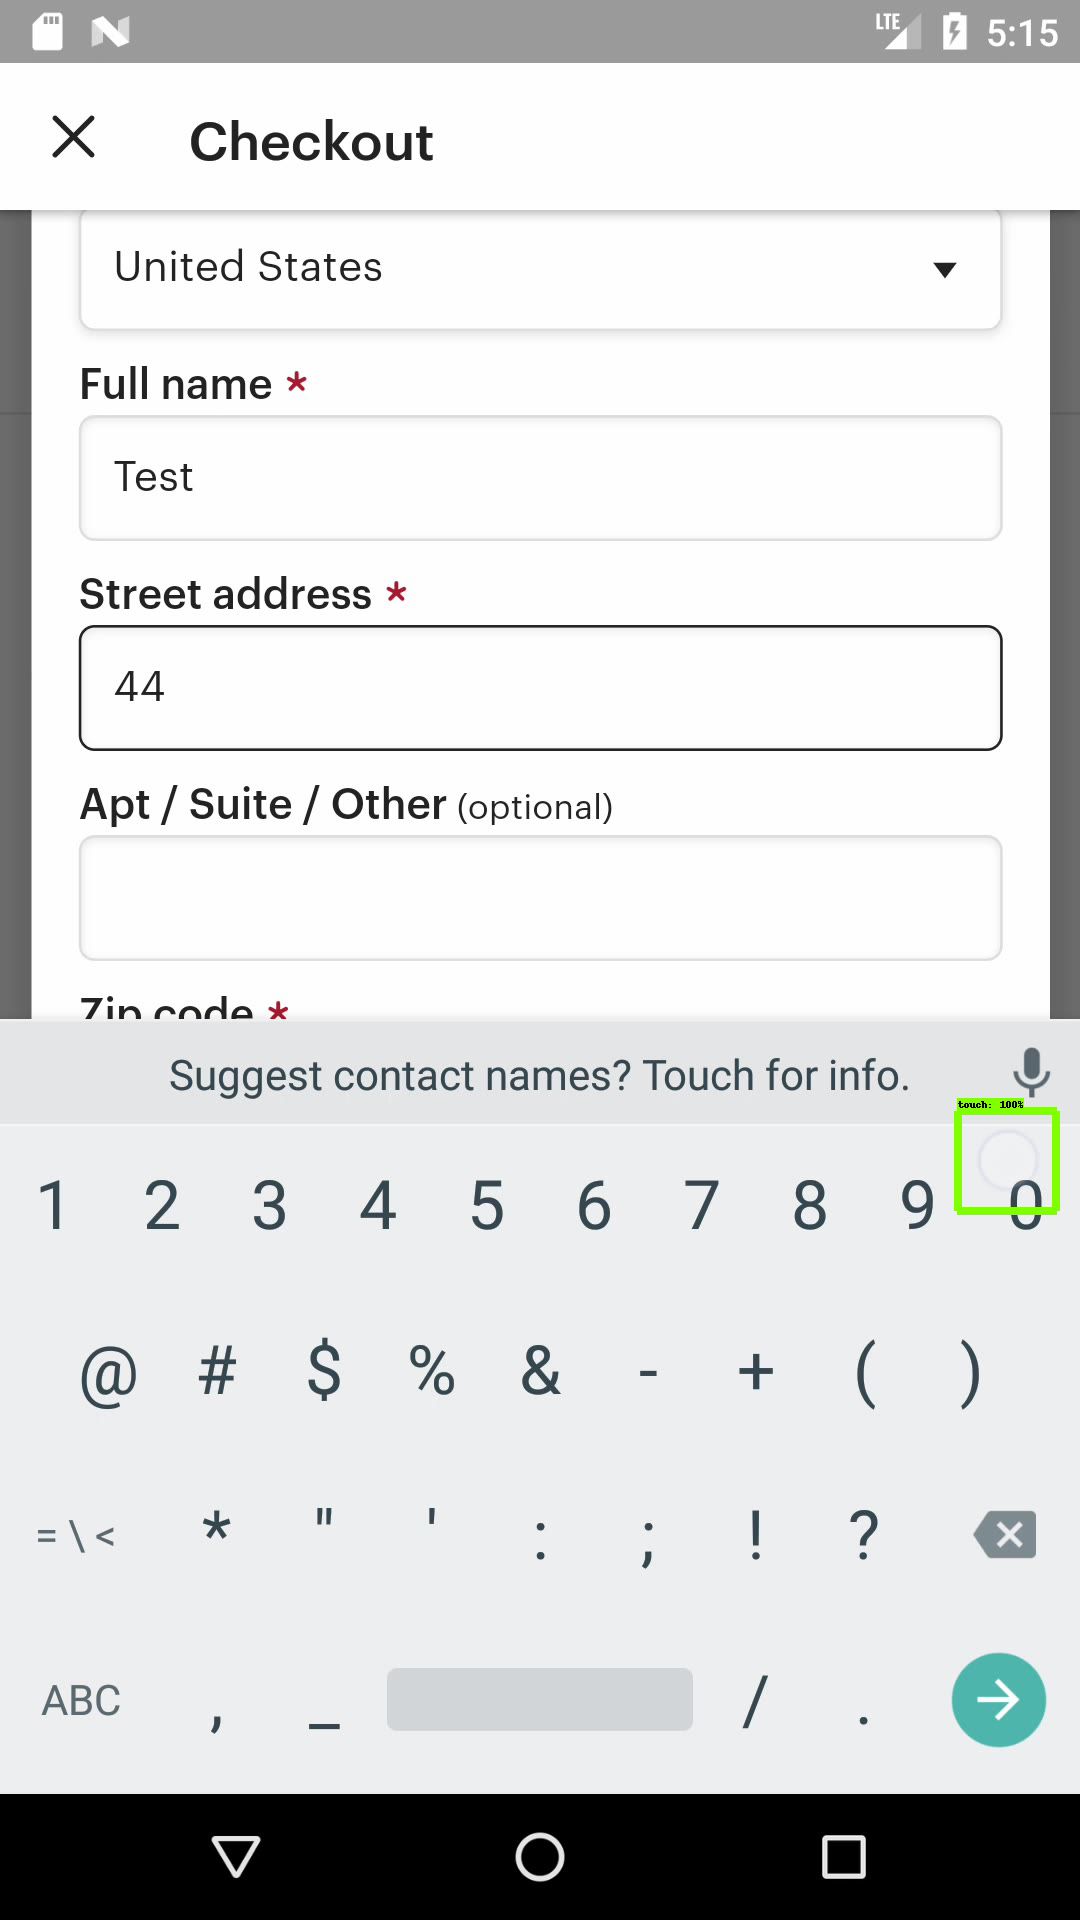 LTE 5:15
Checkout
United States
Full name *
Test
Street address *
44
Apt / Suite / Other (optional)
Zip code *
Suggest contact names? Touch for info.
touch: 100%
1 2 3 4 5 6 7 8 9 0
@ # $ % & - + ( )
= \ < * " ' : ; ! ?
ABC , _ / .